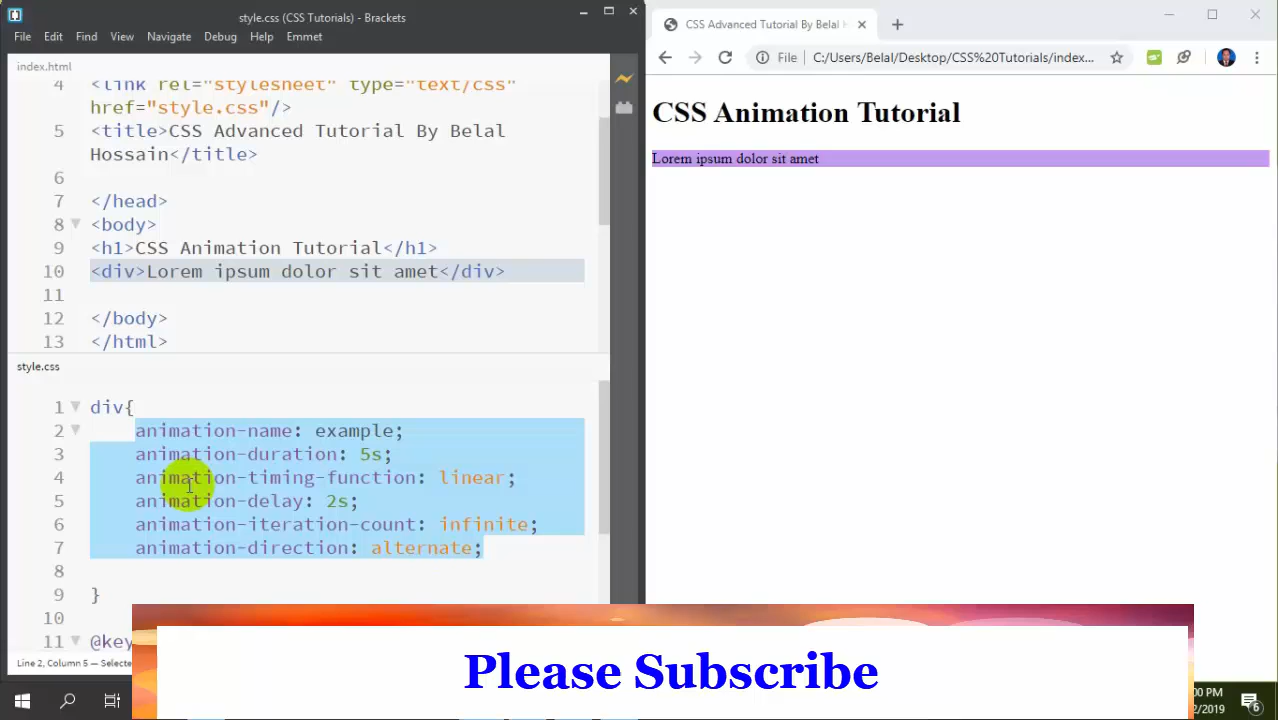 style.css (CSS Tutorials) - Brackets
File Edit Find View Navigate Debug Help Emmet
index.html
4 <link rel="stylesheet" type="text/css"
href="style.css"/>
5 <title>CSS Advanced Tutorial By Belal
Hossain</title>
6
7 </head>
8 <body>
9 <h1>CSS Animation Tutorial</h1>
10 <div>Lorem ipsum dolor sit amet</div>
11
12 </body>
13 </html>
style.css
1 div{
2 animation-name: example;
3 animation-duration: 5s;
4 animation-timing-function: linear;
5 animation-delay: 2s;
6 animation-iteration-count: infinite;
7 animation-direction: alternate;
8
9 }
10
11 @key
Line 2, Column 5 — Selecte
CSS Advanced Tutorial By Belal
File C:/Users/Belal/Desktop/CSS%20Tutorials/index...
CSS Animation Tutorial
Lorem ipsum dolor sit amet
Please Subscribe
:00 PM
2/2019
6